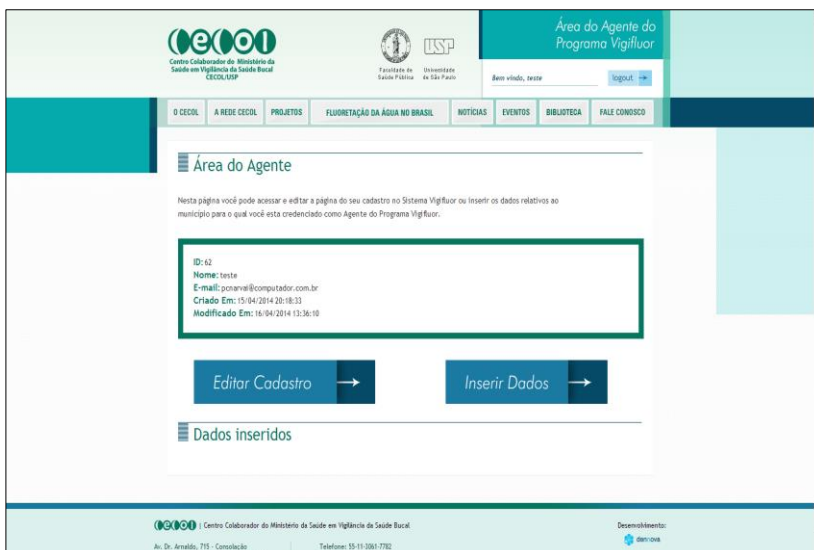 CECOL
Centro Colaborador do Ministério da
Saúde em Vigilância da Saúde Bucal
CECOL/USP
Faculdade de
Saúde Pública
USP
Universidade
de São Paulo
Área do Agente do
Programa Vigifluor
Bem vindo, teste
logout
O CECOL
A REDE CECOL
PROJETOS
FLUORETAÇÃO DA ÁGUA NO BRASIL
NOTÍCIAS
EVENTOS
BIBLIOTECA
FALE CONOSCO
Área do Agente
Nesta página você pode acessar e editar a página do seu cadastro no Sistema Vigifluor ou inserir os dados relativos ao
município para o qual você esta credenciado como Agente do Programa Vigifluor.
ID: 62
Nome: teste
E-mail: pcnarvai@computador.com.br
Criado Em: 15/04/2014 20:18:33
Modificado Em: 16/04/2014 13:36:10
Editar Cadastro
Inserir Dados
Dados inseridos
CECOL | Centro Colaborador do Ministério da Saúde em Vigilância da Saúde Bucal
Av. Dr. Arnaldo, 715 - Consolação
Telefone: 55-11-3061-7782
Desenvolvimento: